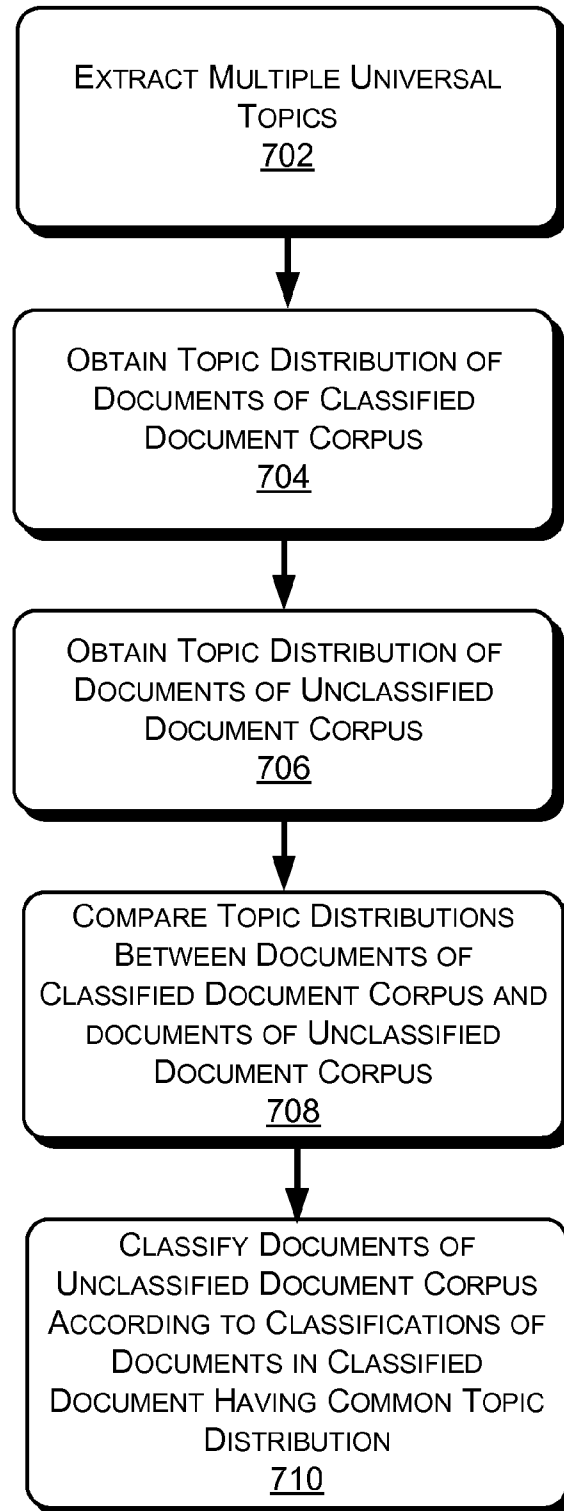 EXTRACT MULTIPLE UNIVERSAL
TOPICS
702
OBTAIN TOPIC DISTRIBUTION OF
DOCUMENTS OF CLASSIFIED
DOCUMENT CORPUS
704
OBTAIN TOPIC DISTRIBUTION OF
DOCUMENTS OF UNCLASSIFIED
DOCUMENT CORPUS
706
COMPARE TOPIC DISTRIBUTIONS
BETWEEN DOCUMENTS OF
CLASSIFIED DOCUMENT CORPUS AND
DOCUMENTS OF UNCLASSIFIED
DOCUMENT CORPUS
708
CLASSIFY DOCUMENTS OF
UNCLASSIFIED DOCUMENT CORPUS
ACCORDING TO CLASSIFICATIONS OF
DOCUMENTS IN CLASSIFIED
DOCUMENT HAVING COMMON TOPIC
DISTRIBUTION
710